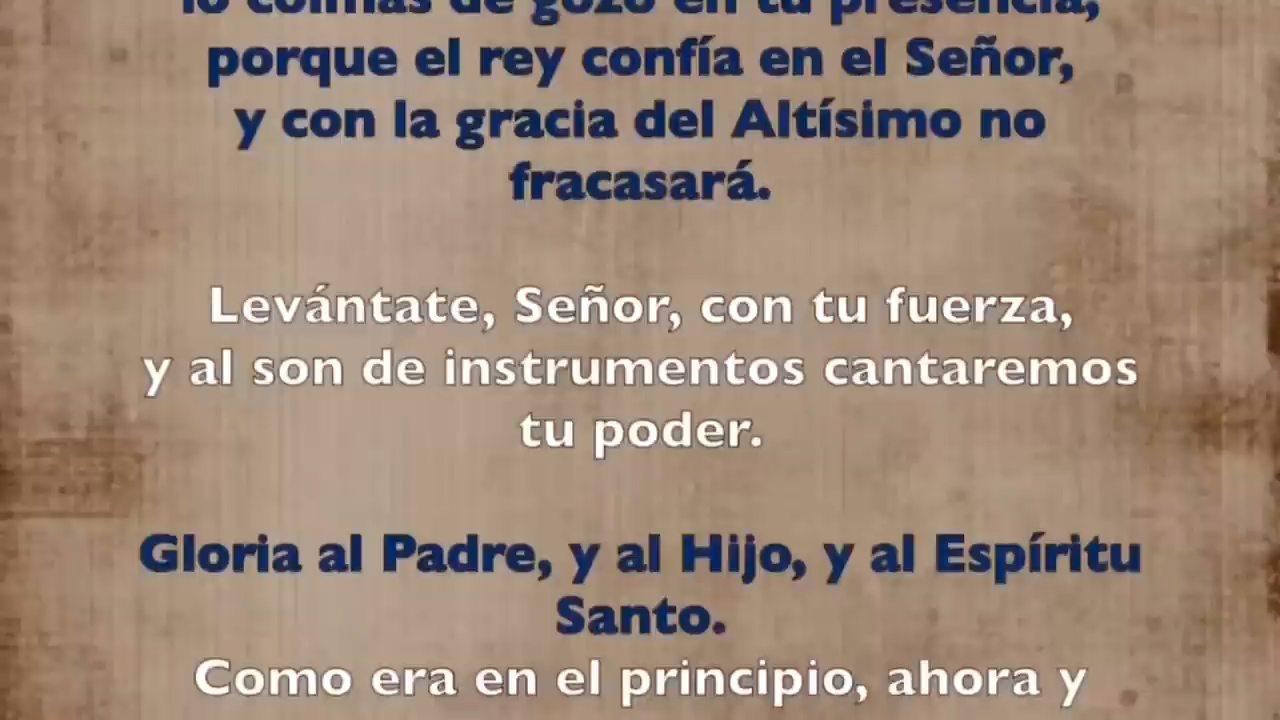 lo colmas de gozo en tu presencia,
porque el rey confía en el Señor,
y con la gracia del Altísimo no
fracasará.
Levántate, Señor, con tu fuerza,
y al son de instrumentos cantaremos
tu poder.
Gloria al Padre, y al Hijo, y al Espíritu
Santo.
Como era en el principio, ahora y